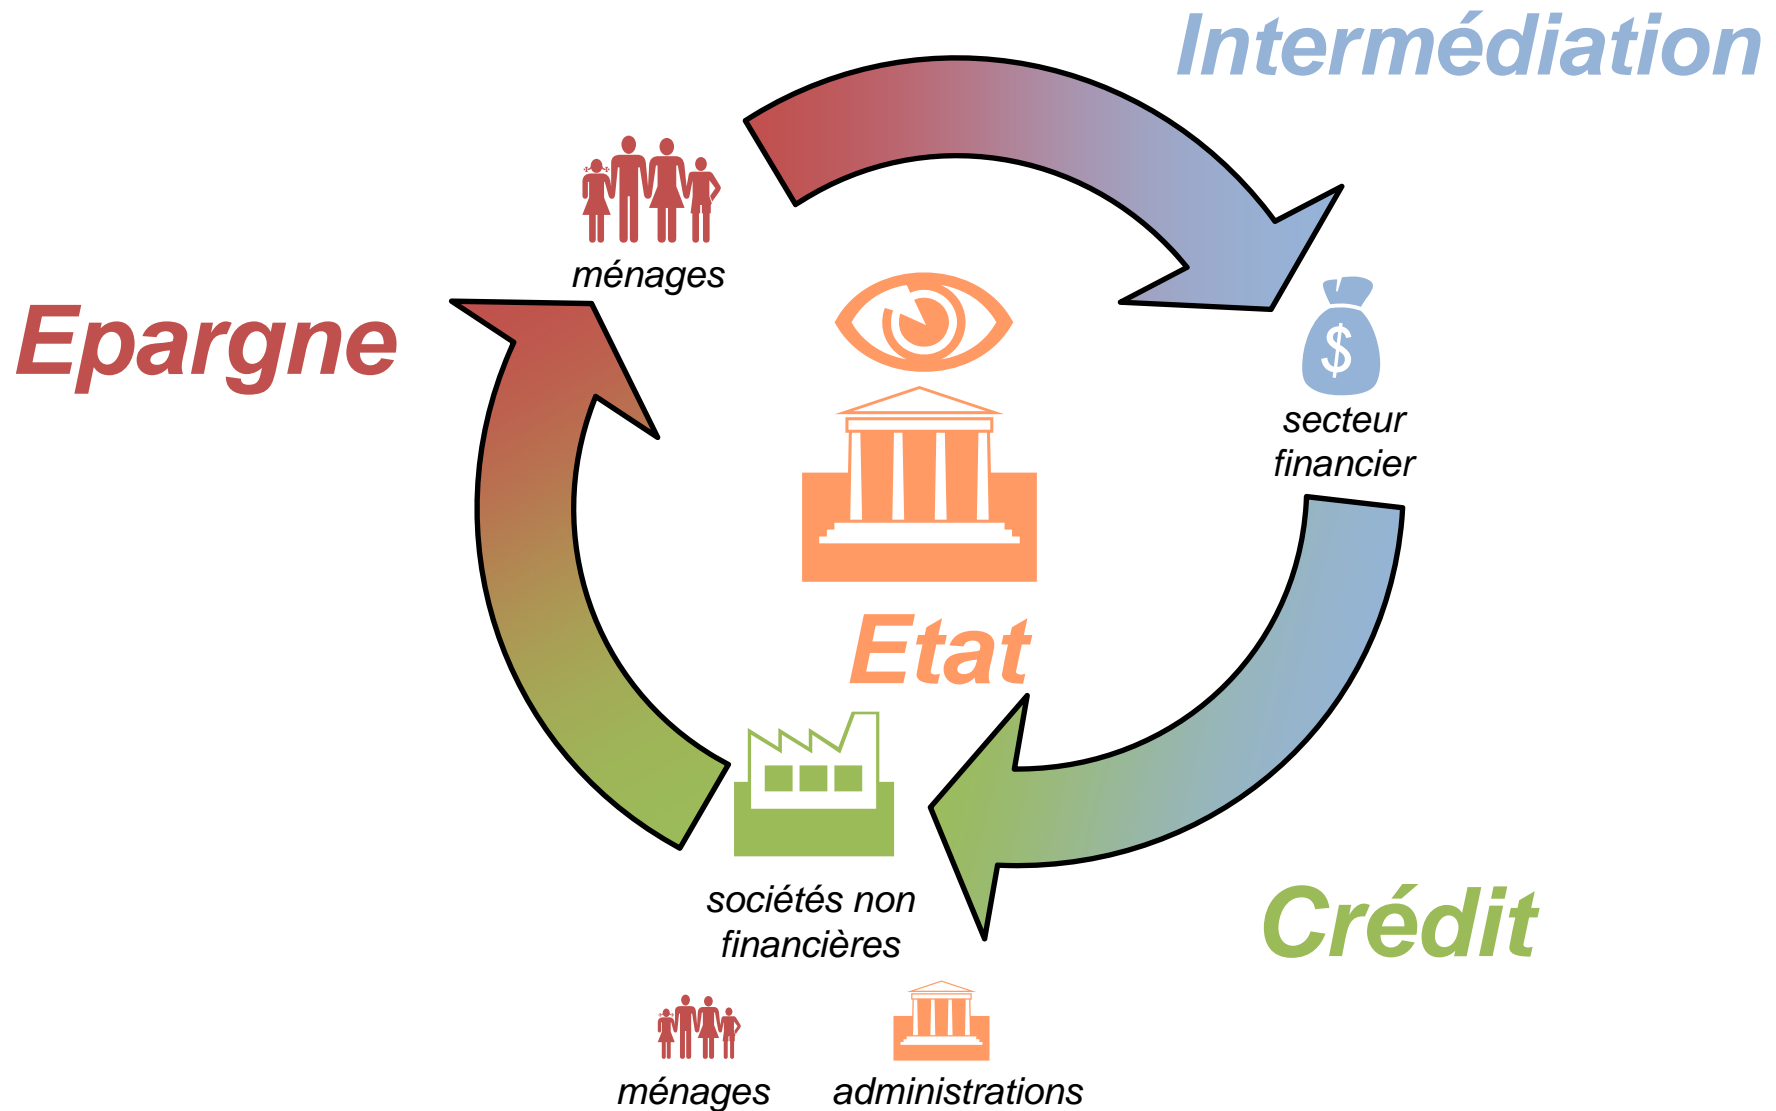 Intermédiation
ménages
Epargne
$
secteur
financier
Etat
sociétés non
financières
Crédit
ménages
administrations